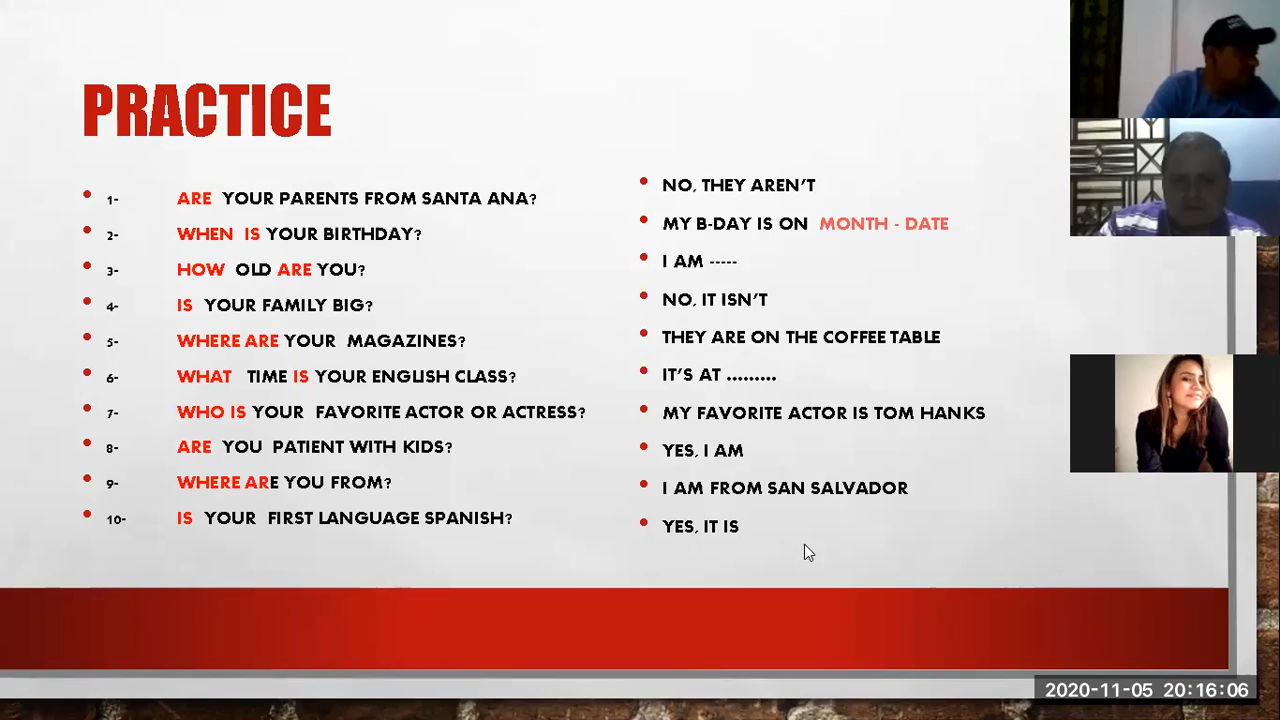 PRACTICE
1- ARE YOUR PARENTS FROM SANTA ANA?
2- WHEN IS YOUR BIRTHDAY?
3- HOW OLD ARE YOU?
4- IS YOUR FAMILY BIG?
5- WHERE ARE YOUR MAGAZINES?
6- WHAT TIME IS YOUR ENGLISH CLASS?
7- WHO IS YOUR FAVORITE ACTOR OR ACTRESS?
8- ARE YOU PATIENT WITH KIDS?
9- WHERE ARE YOU FROM?
10- IS YOUR FIRST LANGUAGE SPANISH?
NO, THEY AREN'T
MY B-DAY IS ON MONTH - DATE
I AM -----
NO, IT ISN'T
THEY ARE ON THE COFFEE TABLE
IT'S AT .........
MY FAVORITE ACTOR IS TOM HANKS
YES, I AM
I AM FROM SAN SALVADOR
YES, IT IS
2020-11-05 20:16:06